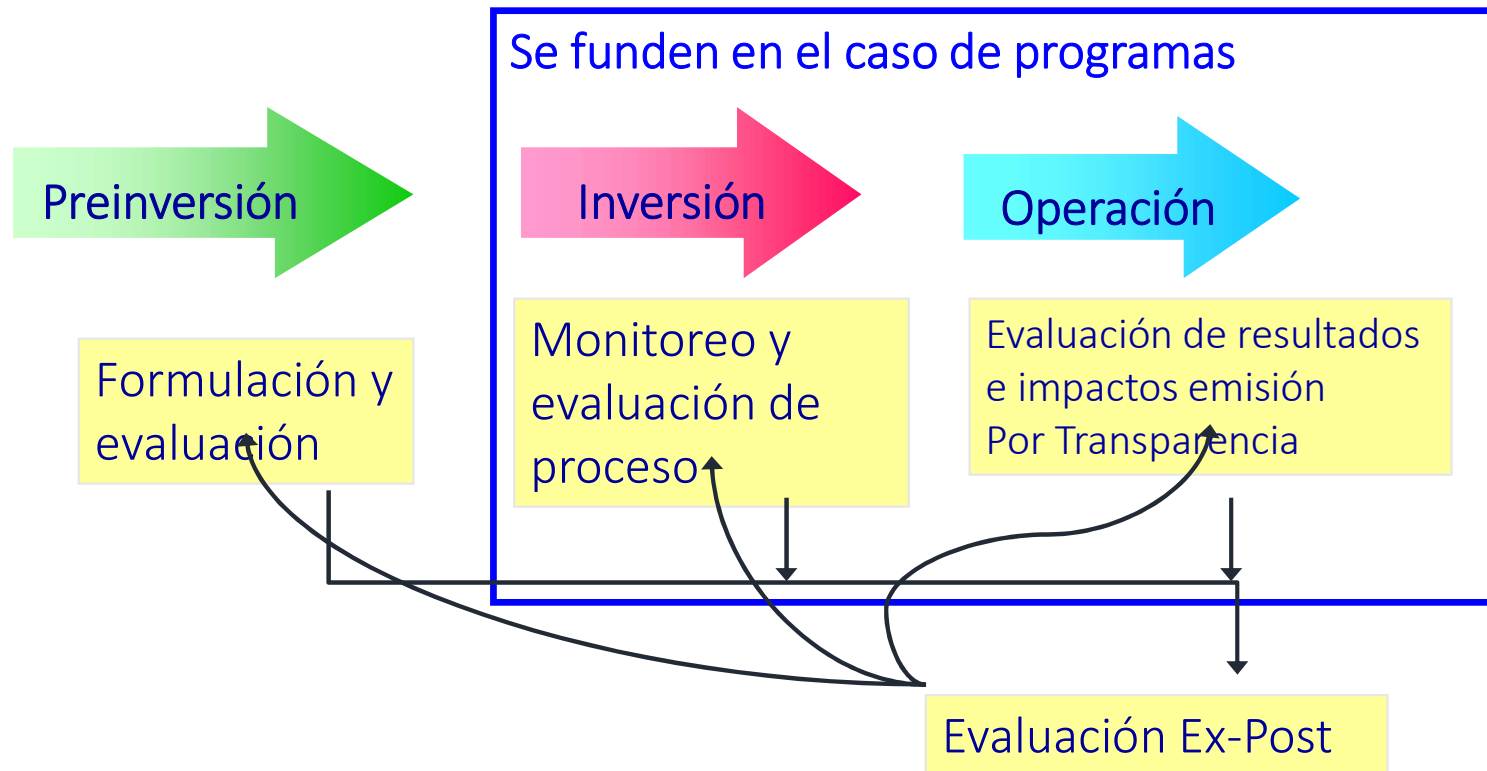 Se funden en el caso de programas
Preinversión
Inversión
Operación
Formulación y
evaluación
Monitoreo y
evaluación de
proceso
Evaluación de resultados
e impactos emisión
Por Transparencia
Evaluación Ex-Post